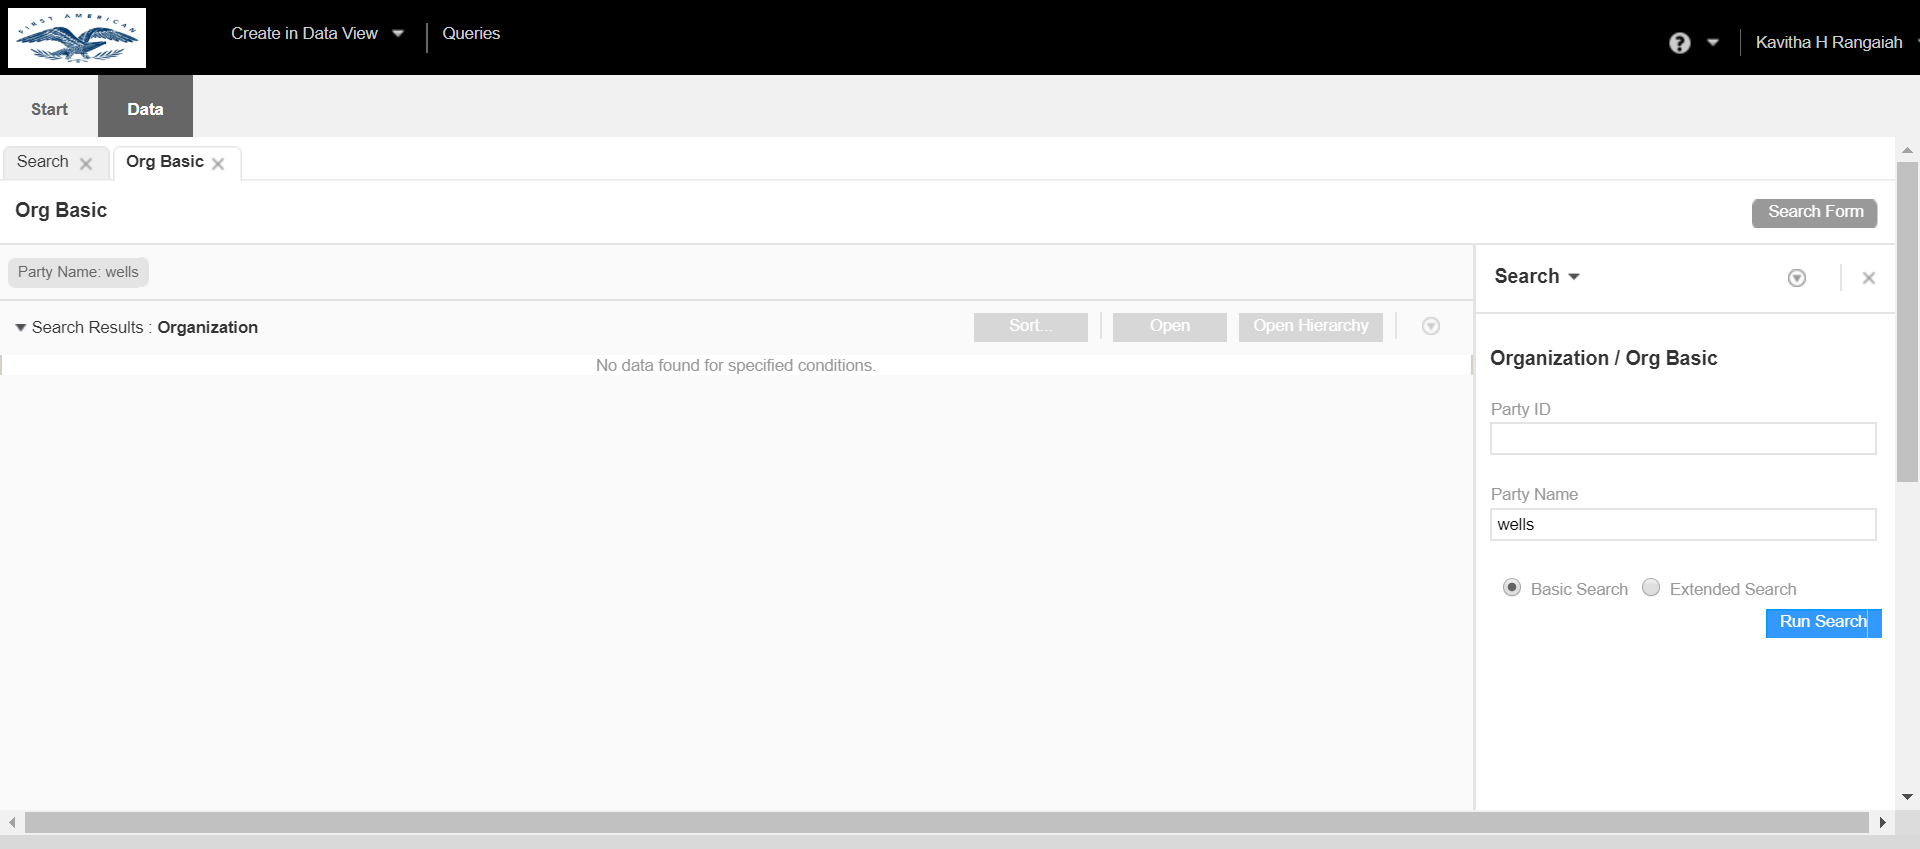 FIRST AMERICAN
Create in Data View
Queries
?
Kavitha H Rangaiah
Start
Data
Search
Org Basic
Org Basic
Search Form
Party Name: wells
Search
Search Results : Organization
Sort...
Open
Open Hierarchy
No data found for specified conditions.
Organization / Org Basic
Party ID
Party Name
wells
Basic Search
Extended Search
Run Search